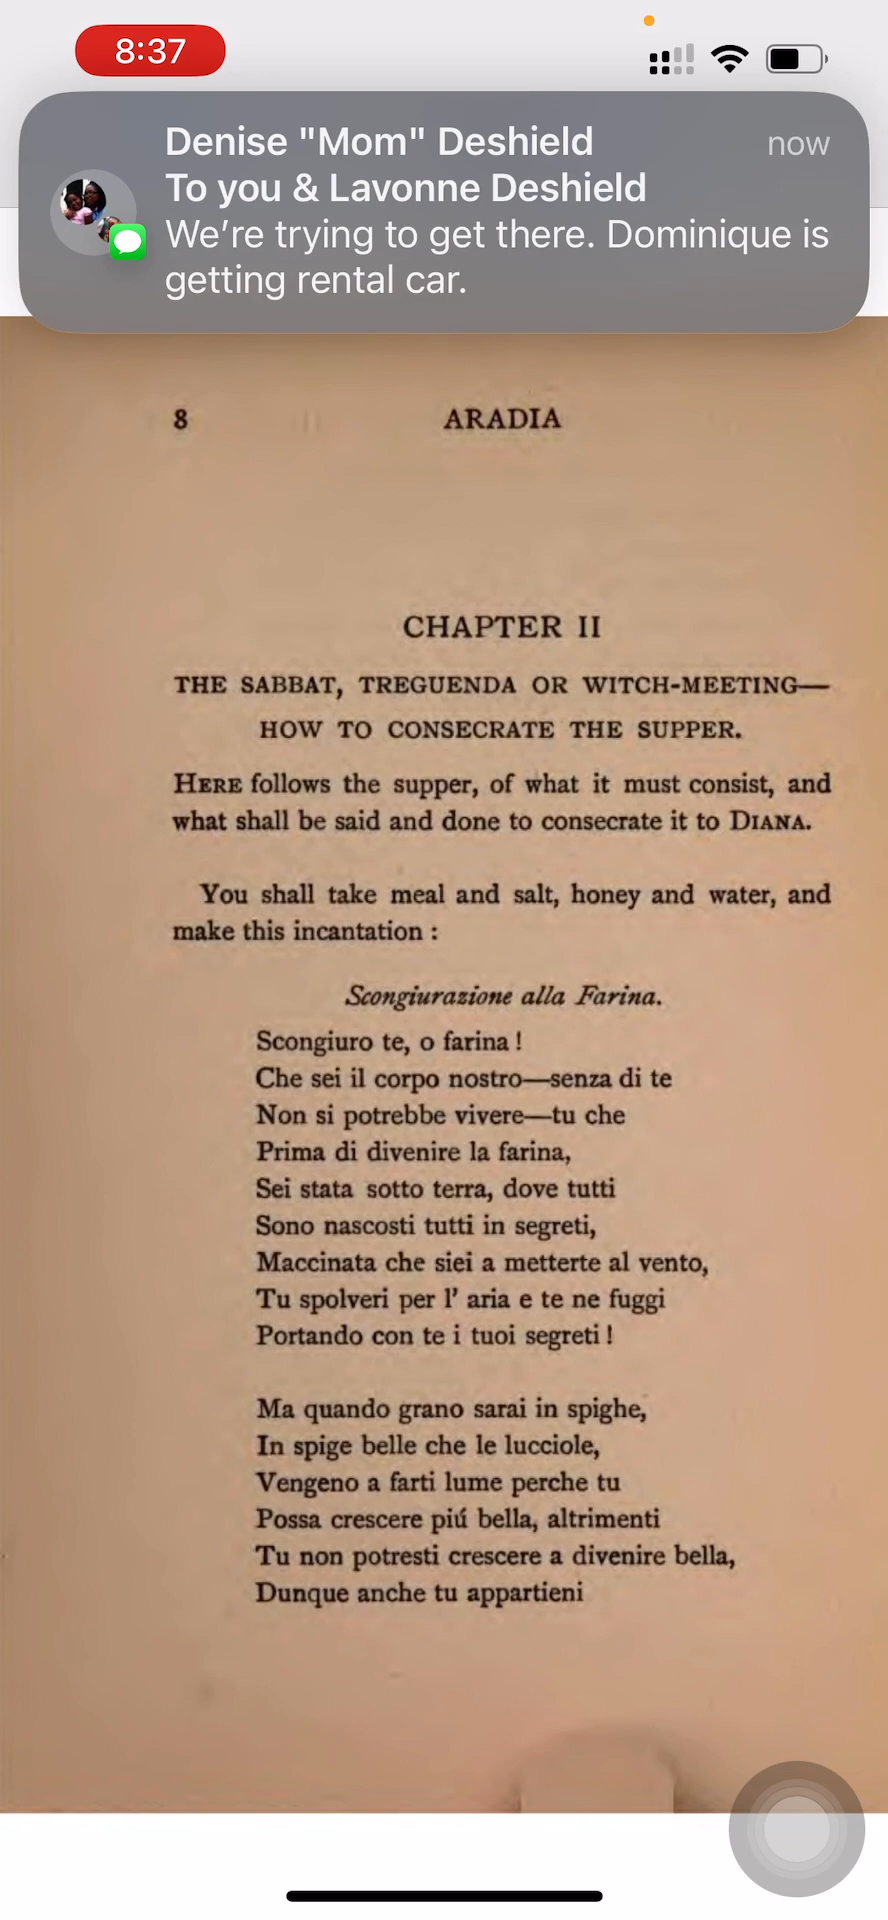 8:37
Denise "Mom" Deshield
now
To you & Lavonne Deshield
We're trying to get there. Dominique is
getting rental car.
8
ARADIA
CHAPTER II
THE SABBAT, TREGUENDA OR WITCH-MEETING—
HOW TO CONSECRATE THE SUPPER.
HERE follows the supper, of what it must consist, and
what shall be said and done to consecrate it to DIANA.
You shall take meal and salt, honey and water, and
make this incantation :
Scongiurazione alla Farina.
Scongiuro te, o farina !
Che sei il corpo nostro—senza di te
Non si potrebbe vivere—tu che
Prima di divenire la farina,
Sei stata sotto terra, dove tutti
Sono nascosti tutti in segreti,
Maccinata che siei a metterte al vento,
Tu spolveri per l' aria e te ne fuggi
Portando con te i tuoi segreti !
Ma quando grano sarai in spighe,
In spige belle che le lucciole,
Vengeno a farti lume perche tu
Possa crescere piú bella, altrimenti
Tu non potresti crescere a divenire bella,
Dunque anche tu appartieni